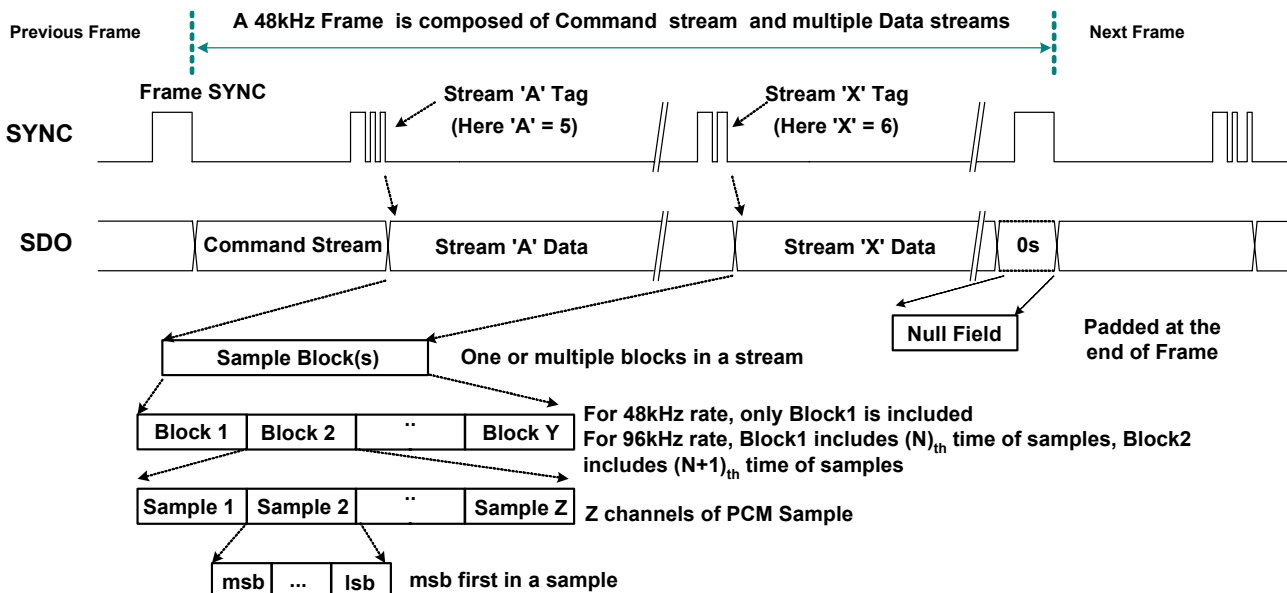 A 48kHz Frame is composed of Command stream and multiple Data streams
Previous Frame
Next Frame
Frame SYNC
Stream 'A' Tag
(Here 'A' = 5)
Stream 'X' Tag
(Here 'X' = 6)
SYNC
SDO
Command Stream
Stream 'A' Data
Stream 'X' Data
0s
Null Field
Padded at the
end of Frame
Sample Block(s)
One or multiple blocks in a stream
Block 1
Block 2
..
Block Y
For 48kHz rate, only Block1 is included
For 96kHz rate, Block1 includes (N)th time of samples, Block2
includes (N+1)th time of samples
Sample 1
Sample 2
..
Sample Z
Z channels of PCM Sample
msb
...
lsb
msb first in a sample